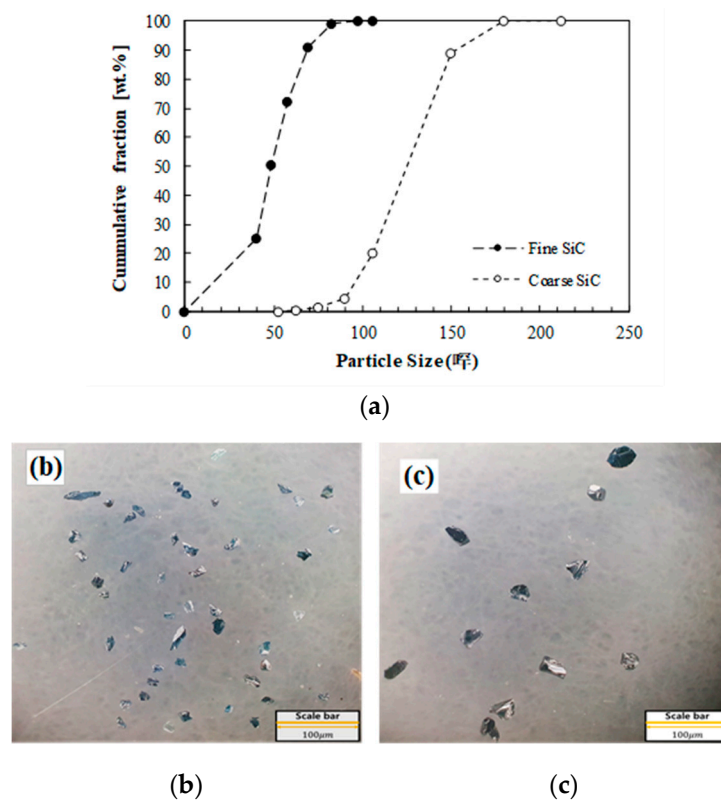 100
90
80
70
60
50
40
30
20
10
0
Cummulative fraction [wt.%]
Fine SiC
Coarse SiC
0 50 100 150 200 250
Particle Size(㎛)
(a)
(b) (c)
Scale bar Scale bar
100μm 100μm
(b) (c)